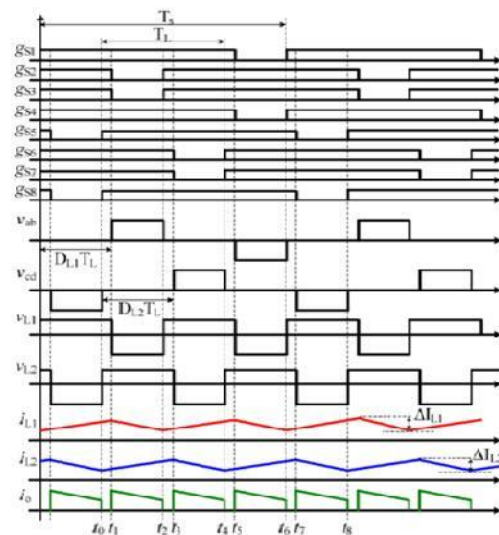 T_s
T_L
g_S1
g_S2
g_S3
g_S4
g_S5
g_S6
g_S7
g_S8
v_ab
D_L1T_L
v_cd
D_L2T_L
v_L1
v_L2
i_L1 ΔI_L1
i_L2 ΔI_L2
i_o
t_0 t_1 t_2 t_3 t_4 t_5 t_6 t_7 t_8